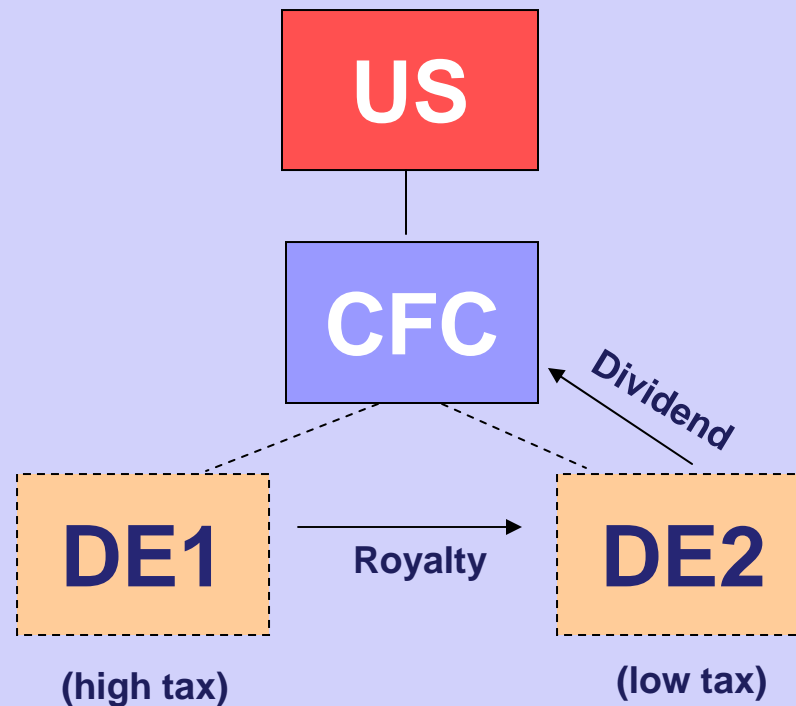 US
CFC
Dividend
DE1
Royalty
DE2
(high tax)
(low tax)